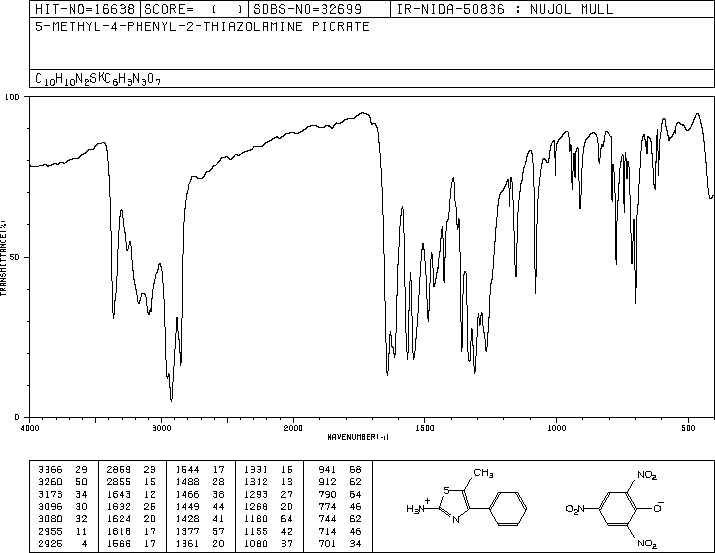 HIT-NO=16638 SCORE= ( ) SDBS-NO=32699 IR-NIDA-50836 : NUJOL MULL
5-METHYL-4-PHENYL-2-THIAZOLAMINE PICRATE
C10H10N2SKC6H3N3O7
100
50
0
TRANSMITTANCE(%)
4000 3000 2000 1500 1000 500
WAVENUMBER(-1)
3366 29 2869 23 1544 17 1331 16 941 68
3260 50 2855 15 1488 28 1312 13 912 62
3173 34 1643 12 1466 38 1293 27 790 64
3096 30 1632 26 1449 44 1268 20 774 46
3080 32 1624 20 1428 41 1180 64 744 62
2955 11 1618 17 1377 57 1155 42 714 46
2925 4 1566 17 1361 20 1080 37 701 34
CH3
S
H3N +
N
NO2
O2N
O-
NO2